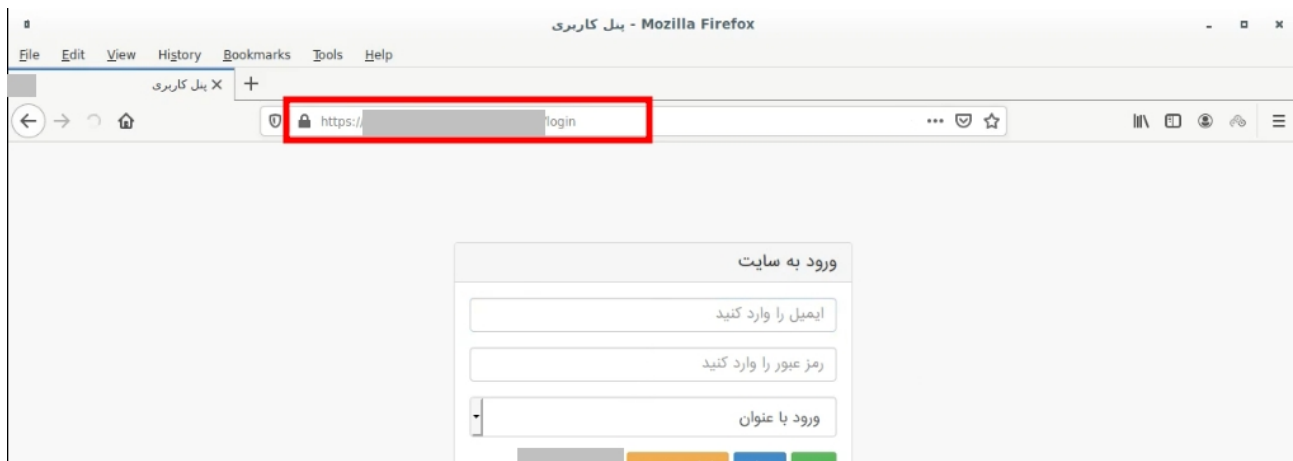 پنل کاربری - Mozilla Firefox
File Edit View History Bookmarks Tools Help
پنل کاربری
https:// /login
ورود به سایت
ایمیل را وارد کنید
رمز عبور را وارد کنید
ورود با عنوان